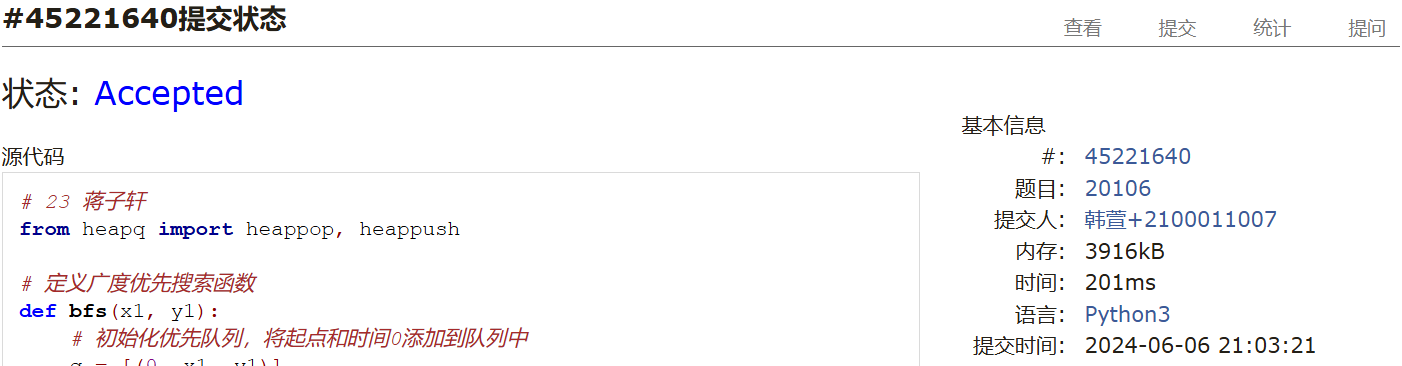 #45221640提交状态
查看 提交 统计 提问
状态: Accepted
源代码
# 23 蒋子轩
from heapq import heappop, heappush
# 定义广度优先搜索函数
def bfs(x1, y1):
# 初始化优先队列，将起点和时间0添加到队列中
q = [(0, x1, y1)]
基本信息
#: 45221640
题目: 20106
提交人: 韩萱+2100011007
内存: 3916kB
时间: 201ms
语言: Python3
提交时间: 2024-06-06 21:03:21